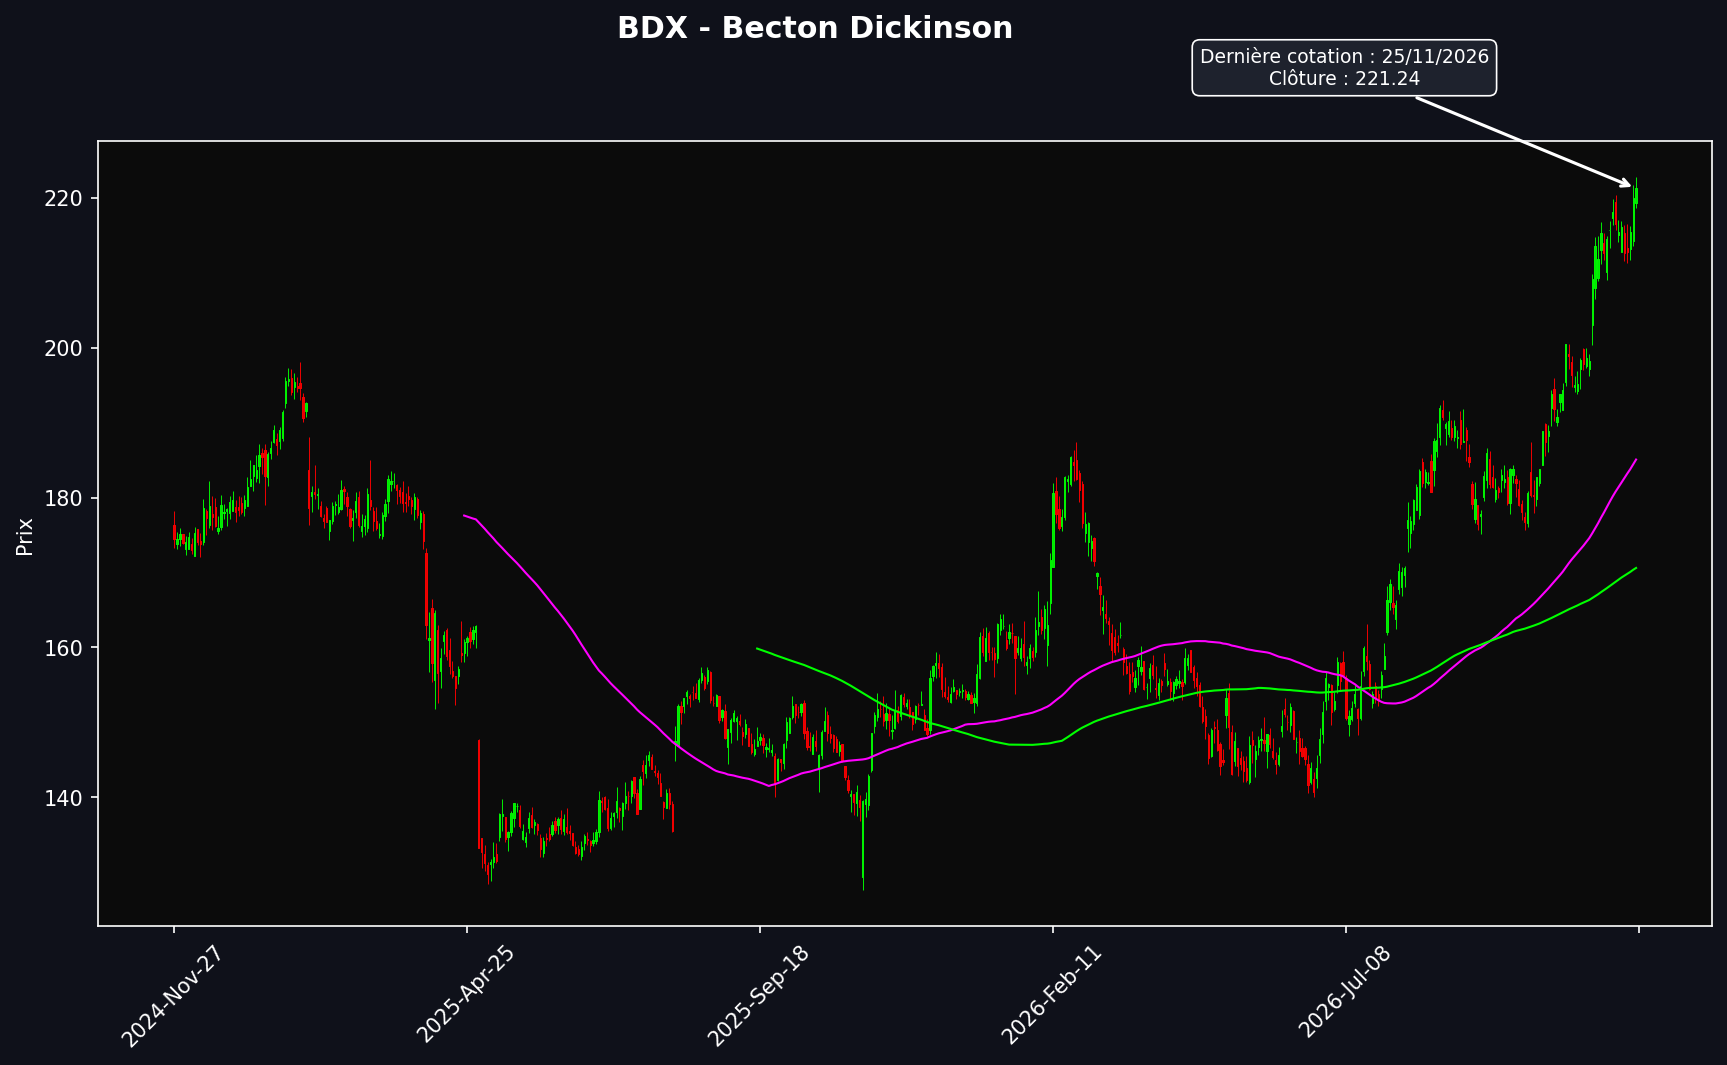 BDX - Becton Dickinson
Dernière cotation : 25/11/2026
Clôture : 221.24
Prix
220
200
180
160
140
2024-Nov-27
2025-Apr-25
2025-Sep-18
2026-Feb-11
2026-Jul-08